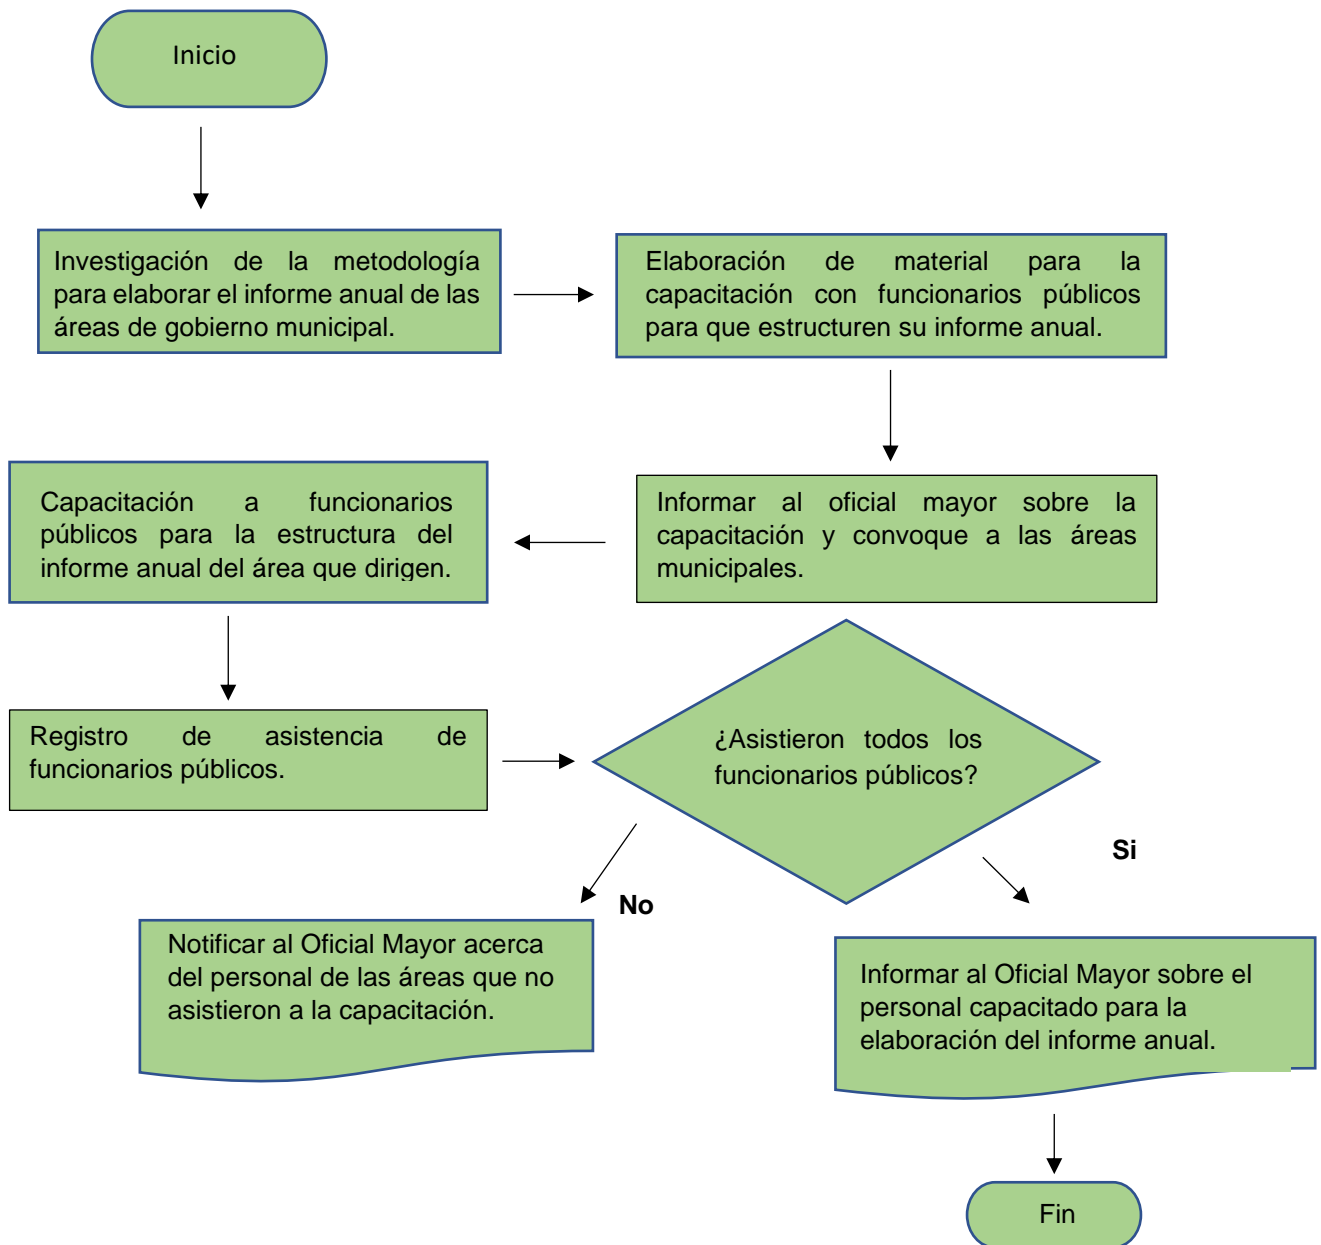 Inicio
Investigación de la metodología
para elaborar el informe anual de las
áreas de gobierno municipal.
Elaboración de material para la
capacitación con funcionarios públicos
para que estructuren su informe anual.
Informar al oficial mayor sobre la
capacitación y convoque a las áreas
municipales.
Capacitación a funcionarios
públicos para la estructura del
informe anual del área que dirigen.
Registro de asistencia de
funcionarios públicos.
¿Asistieron todos los
funcionarios públicos?
Si
No
Notificar al Oficial Mayor acerca
del personal de las áreas que no
asistieron a la capacitación.
Informar al Oficial Mayor sobre el
personal capacitado para la
elaboración del informe anual.
Fin